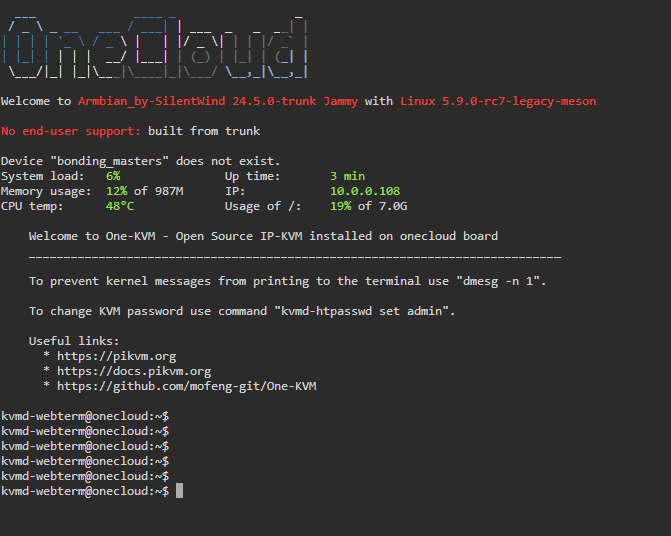 OneCloud
Welcome to Armbian_by-SilentWind 24.5.0-trunk Jammy with Linux 5.9.0-rc7-legacy-meson
No end-user support: built from trunk
Device "bonding_masters" does not exist.
System load: 6% Up time: 3 min
Memory usage: 12% of 987M IP: 10.0.0.108
CPU temp: 48°C Usage of /: 19% of 7.0G
Welcome to One-KVM - Open Source IP-KVM installed on onecloud board
To prevent kernel messages from printing to the terminal use "dmesg -n 1".
To change KVM password use command "kvmd-htpasswd set admin".
Useful links:
* https://pikvm.org
* https://docs.pikvm.org
* https://github.com/mofeng-git/One-KVM
kvmd-webterm@onecloud:~$
kvmd-webterm@onecloud:~$
kvmd-webterm@onecloud:~$
kvmd-webterm@onecloud:~$
kvmd-webterm@onecloud:~$
kvmd-webterm@onecloud:~$